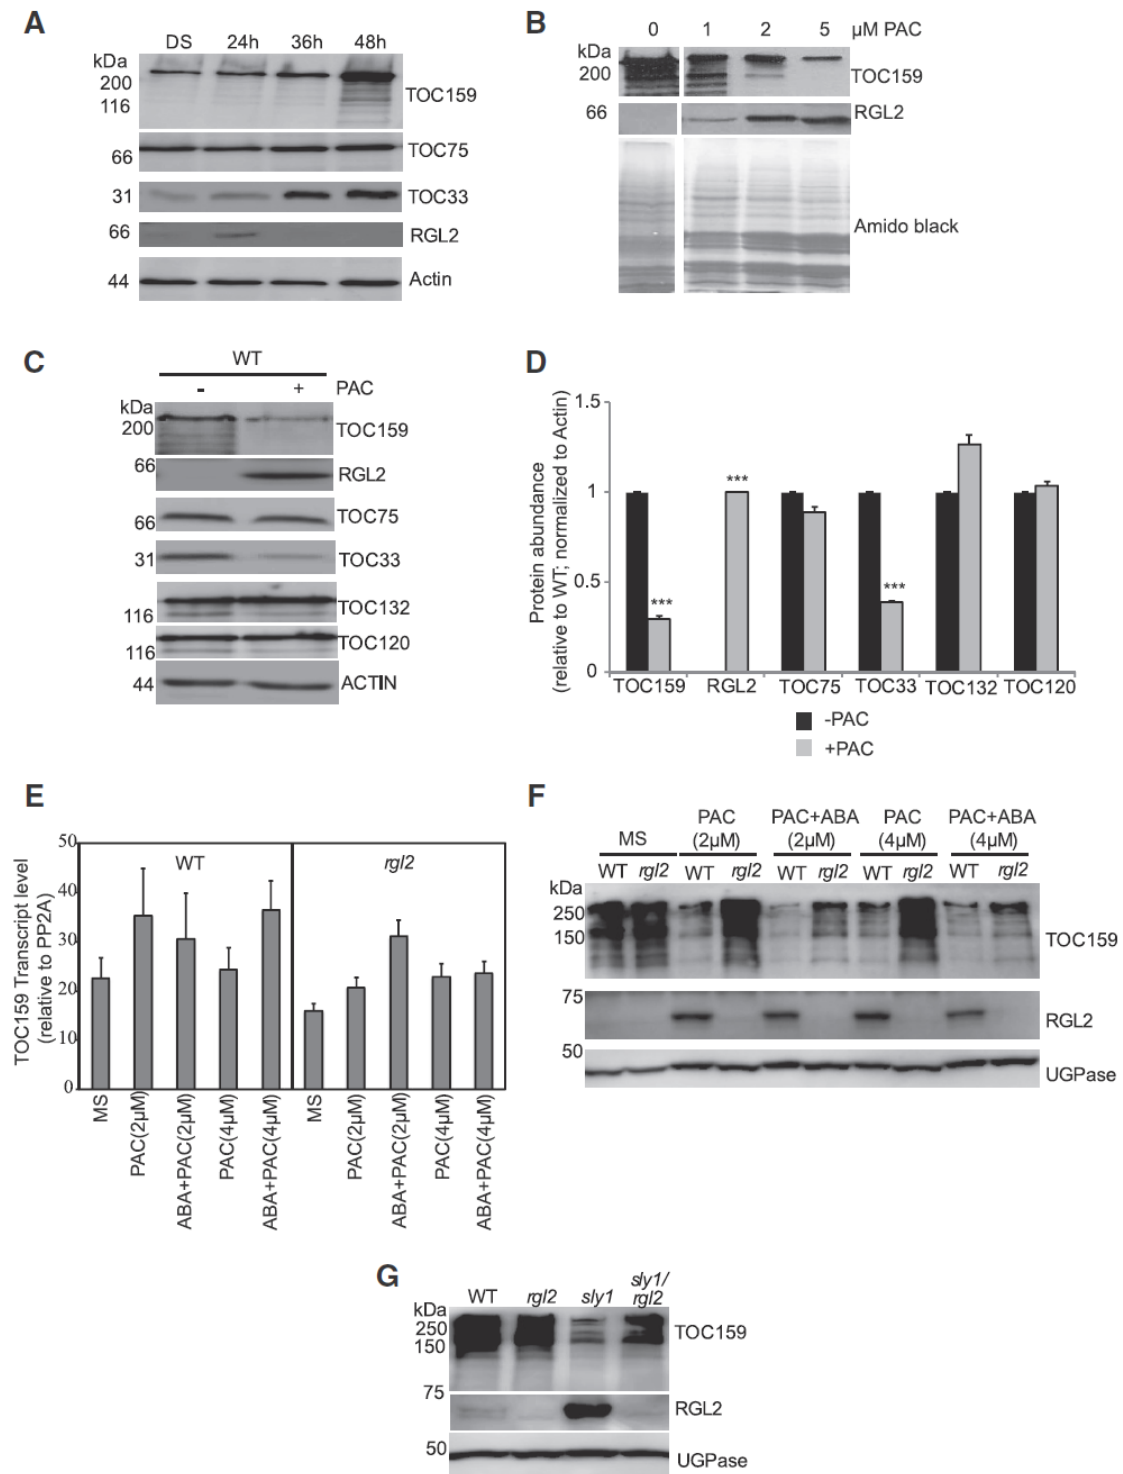 A
DS 24h 36h 48h
kDa
200
116
TOC159
66
TOC75
31
TOC33
66
RGL2
44
Actin
B
0 1 2 5 µM PAC
kDa
200
TOC159
66
RGL2
Amido black
C
WT
- + PAC
kDa
200
TOC159
66
RGL2
66
TOC75
31
TOC33
116
TOC132
116
TOC120
44
ACTIN
D
Protein abundance
(relative to WT; normalized to Actin)
1.5
1
0.5
0
***
***
***
TOC159 RGL2 TOC75 TOC33 TOC132 TOC120
-PAC
+PAC
E
TOC159 Transcript level
(relative to PP2A)
50
40
30
20
10
0
WT rgl2
MS
PAC(2µM)
ABA+PAC(2µM)
PAC(4µM)
ABA+PAC(4µM)
MS
PAC(2µM)
ABA+PAC(2µM)
PAC(4µM)
ABA+PAC(4µM)
F
MS PAC (2µM) PAC+ABA (2µM) PAC (4µM) PAC+ABA (4µM)
WT rgl2 WT rgl2 WT rgl2 WT rgl2 WT rgl2
kDa
250
150
TOC159
75
RGL2
50
UGPase
G
WT rgl2 sly1 sly1/ rgl2
kDa
250
150
TOC159
75
RGL2
50
UGPase